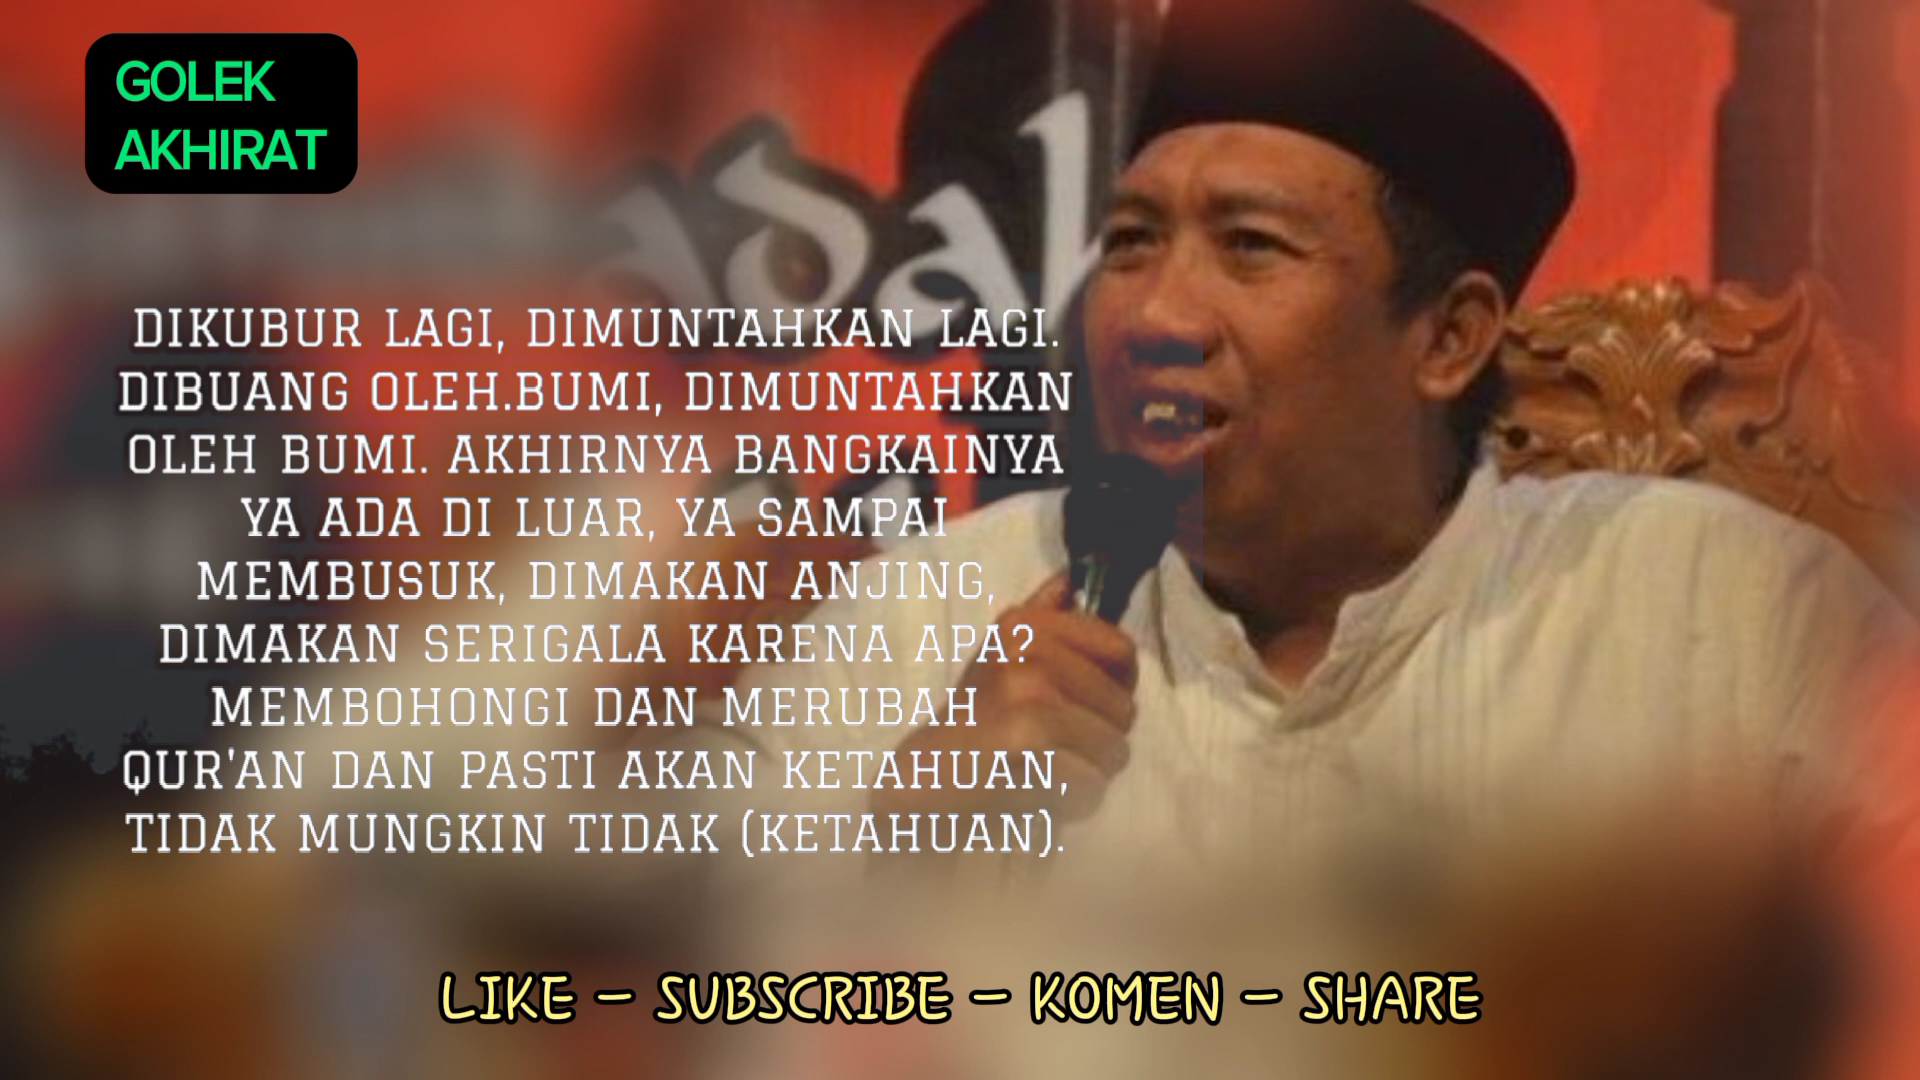 GOLEK
AKHIRAT
DIKUBUR LAGI, DIMUNTAHKAN LAGI.
DIBUANG OLEH.BUMI, DIMUNTAHKAN
OLEH BUMI. AKHIRNYA BANGKAINYA
YA ADA DI LUAR, YA SAMPAI
MEMBUSUK, DIMAKAN ANJING,
DIMAKAN SERIGALA KARENA APA?
MEMBOHONGI DAN MERUBAH
QUR'AN DAN PASTI AKAN KETAHUAN,
TIDAK MUNGKIN TIDAK (KETAHUAN).
LIKE – SUBSCRIBE – KOMEN – SHARE